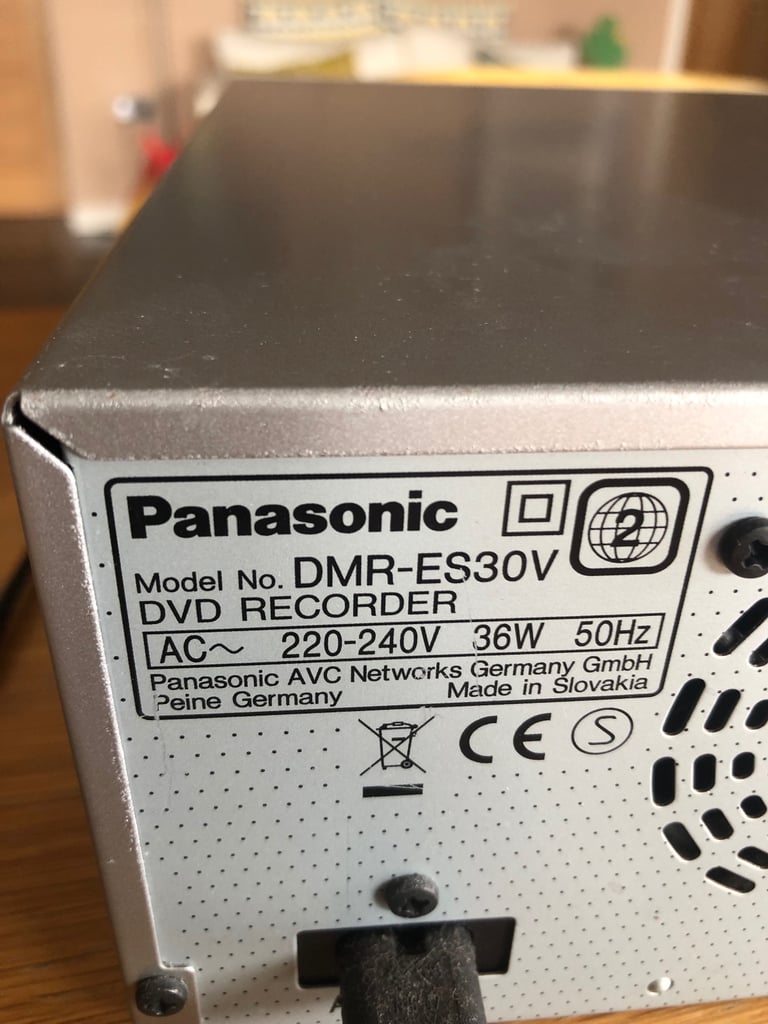 Panasonic
2
Model No. DMR-ES30V
DVD RECORDER
AC～ 220-240V 36W 50Hz
Panasonic AVC Networks Germany GmbH
Peine Germany Made in Slovakia
CE S